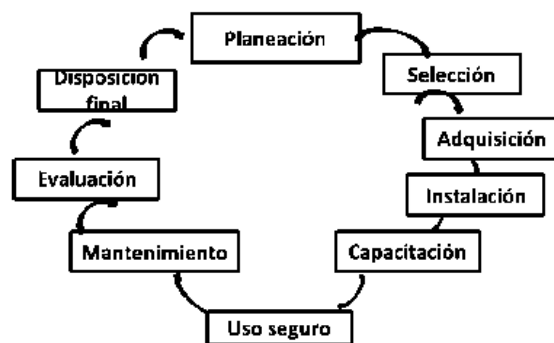 Planeación
Selección
Adquisición
Instalación
Capacitación
Uso seguro
Mantenimiento
Evaluación
Disposición
final